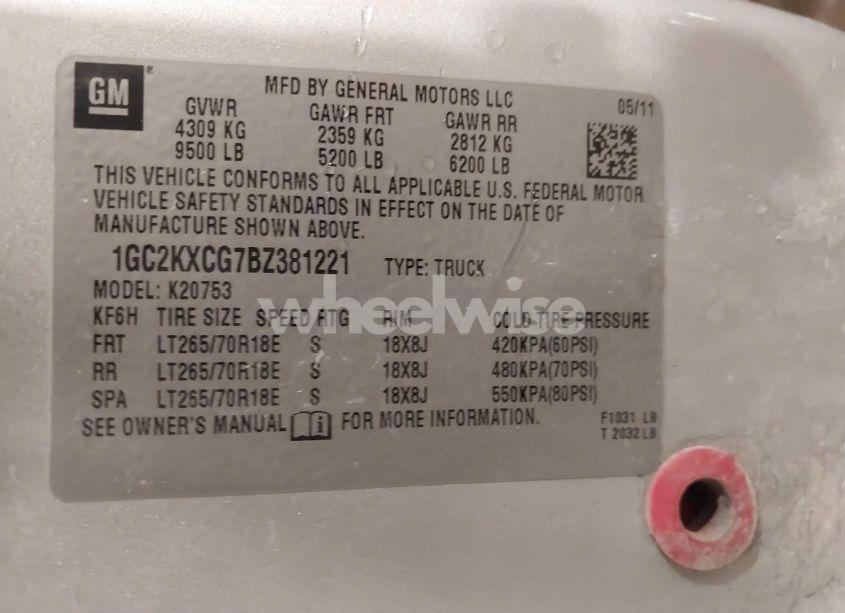 GM
MFD BY GENERAL MOTORS LLC
05/11
GVWR GAWR FRT GAWR RR
4309 KG 2359 KG 2812 KG
9500 LB 5200 LB 6200 LB
THIS VEHICLE CONFORMS TO ALL APPLICABLE U.S. FEDERAL MOTOR
VEHICLE SAFETY STANDARDS IN EFFECT ON THE DATE OF
MANUFACTURE SHOWN ABOVE.
1GC2KXCG7BZ381221 TYPE: TRUCK
MODEL: K20753
wheelwise
KF6H TIRE SIZE SPEED RTG RIM COLD TIRE PRESSURE
FRT LT265/70R18E S 18X8J 420KPA(60PSI)
RR LT265/70R18E S 18X8J 480KPA(70PSI)
SPA LT265/70R18E S 18X8J 550KPA(80PSI)
SEE OWNER'S MANUAL i FOR MORE INFORMATION.
F1031 LB
T 2032 LB